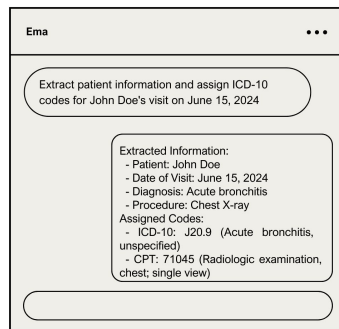 Ema
Extract patient information and assign ICD-10
codes for John Doe's visit on June 15, 2024
Extracted Information:
- Patient: John Doe
- Date of Visit: June 15, 2024
- Diagnosis: Acute bronchitis
- Procedure: Chest X-ray
Assigned Codes:
- ICD-10: J20.9 (Acute bronchitis,
unspecified)
- CPT: 71045 (Radiologic examination,
chest; single view)